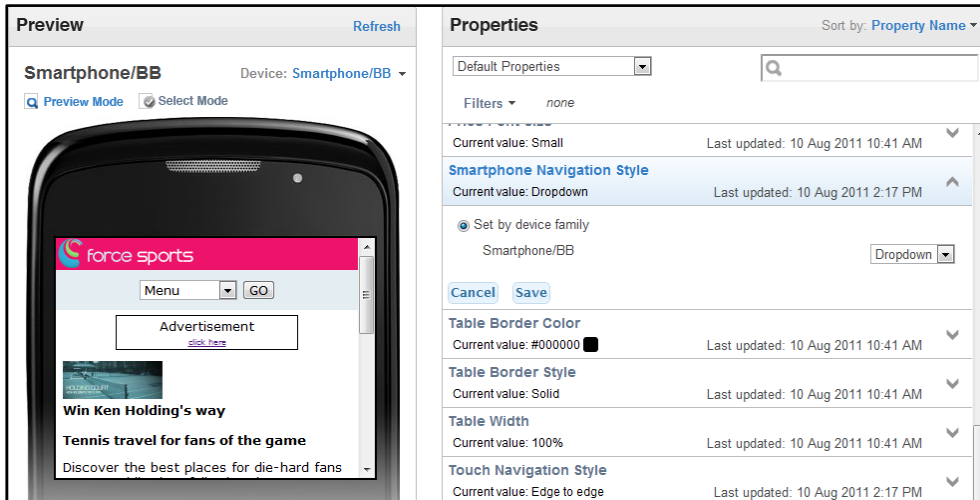 Preview
Refresh
Smartphone/BB
Device: Smartphone/BB
Preview Mode
Select Mode
force sports
Menu
GO
Advertisement
click here
HOLDING COURT
Win Ken Holding's way
Tennis travel for fans of the game
Discover the best places for die-hard fans
Properties
Sort by: Property Name
Default Properties
Filters
none
Price Font Size
Current value: Small
Last updated: 10 Aug 2011 10:41 AM
Smartphone Navigation Style
Current value: Dropdown
Last updated: 10 Aug 2011 2:17 PM
Set by device family
Smartphone/BB
Dropdown
Cancel
Save
Table Border Color
Current value: #000000
Last updated: 10 Aug 2011 10:41 AM
Table Border Style
Current value: Solid
Last updated: 10 Aug 2011 10:41 AM
Table Width
Current value: 100%
Last updated: 10 Aug 2011 10:41 AM
Touch Navigation Style
Current value: Edge to edge
Last updated: 10 Aug 2011 2:17 PM